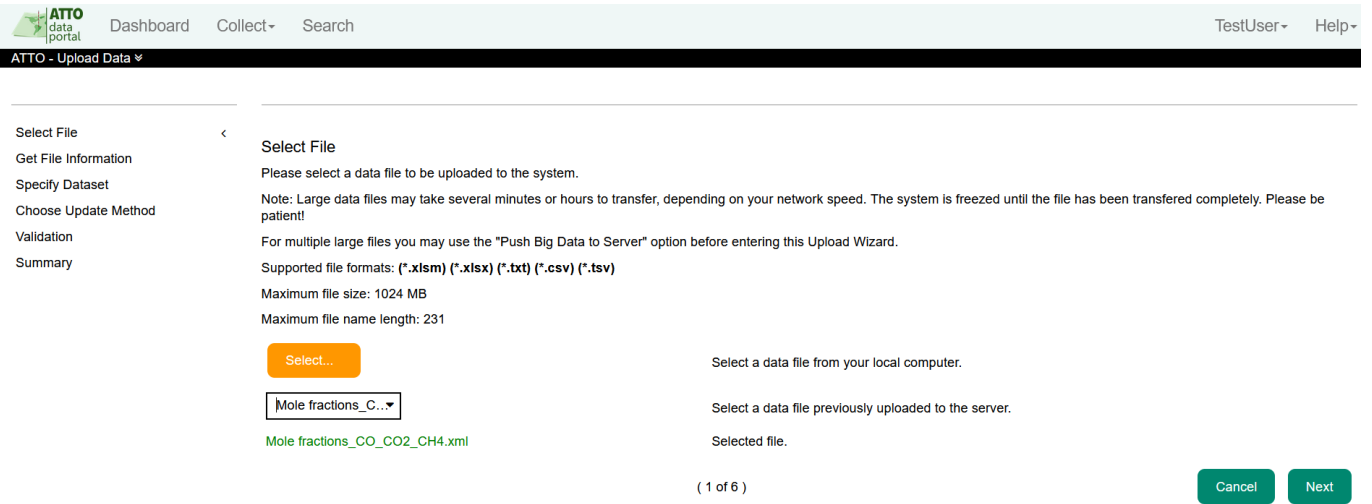 ATTO
data
portal
Dashboard Collect Search TestUser Help
ATTO - Upload Data
Select File <
Get File Information
Specify Dataset
Choose Update Method
Validation
Summary
Select File
Please select a data file to be uploaded to the system.
Note: Large data files may take several minutes or hours to transfer, depending on your network speed. The system is freezed until the file has been transfered completely. Please be
patient!
For multiple large files you may use the "Push Big Data to Server" option before entering this Upload Wizard.
Supported file formats: (*.xlsm) (*.xlsx) (*.txt) (*.csv) (*.tsv)
Maximum file size: 1024 MB
Maximum file name length: 231
Select... Select a data file from your local computer.
Mole fractions_C... Select a data file previously uploaded to the server.
Mole fractions_CO_CO2_CH4.xml Selected file.
( 1 of 6 ) Cancel Next